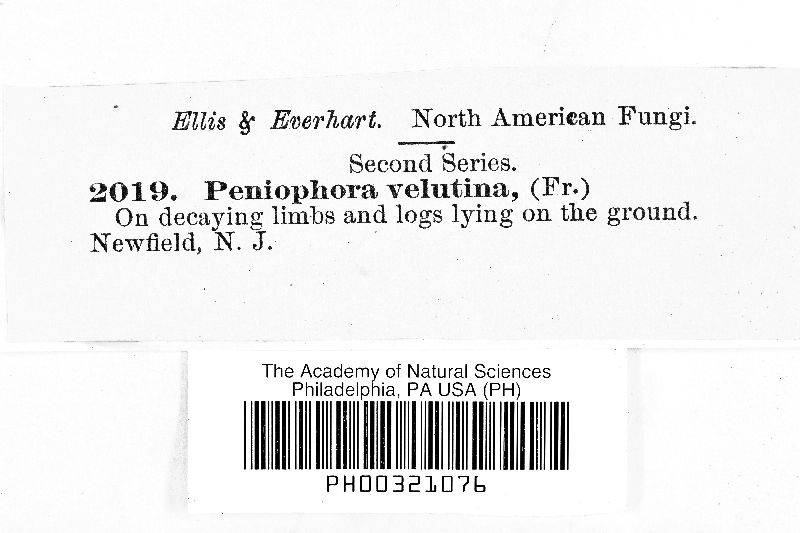 Ellis & Everhart. North American Fungi.
Second Series.
2019. Peniophora velutina, (Fr.)
On decaying limbs and logs lying on the ground.
Newfield, N. J.
The Academy of Natural Sciences
Philadelphia, PA USA (PH)
PH00321076